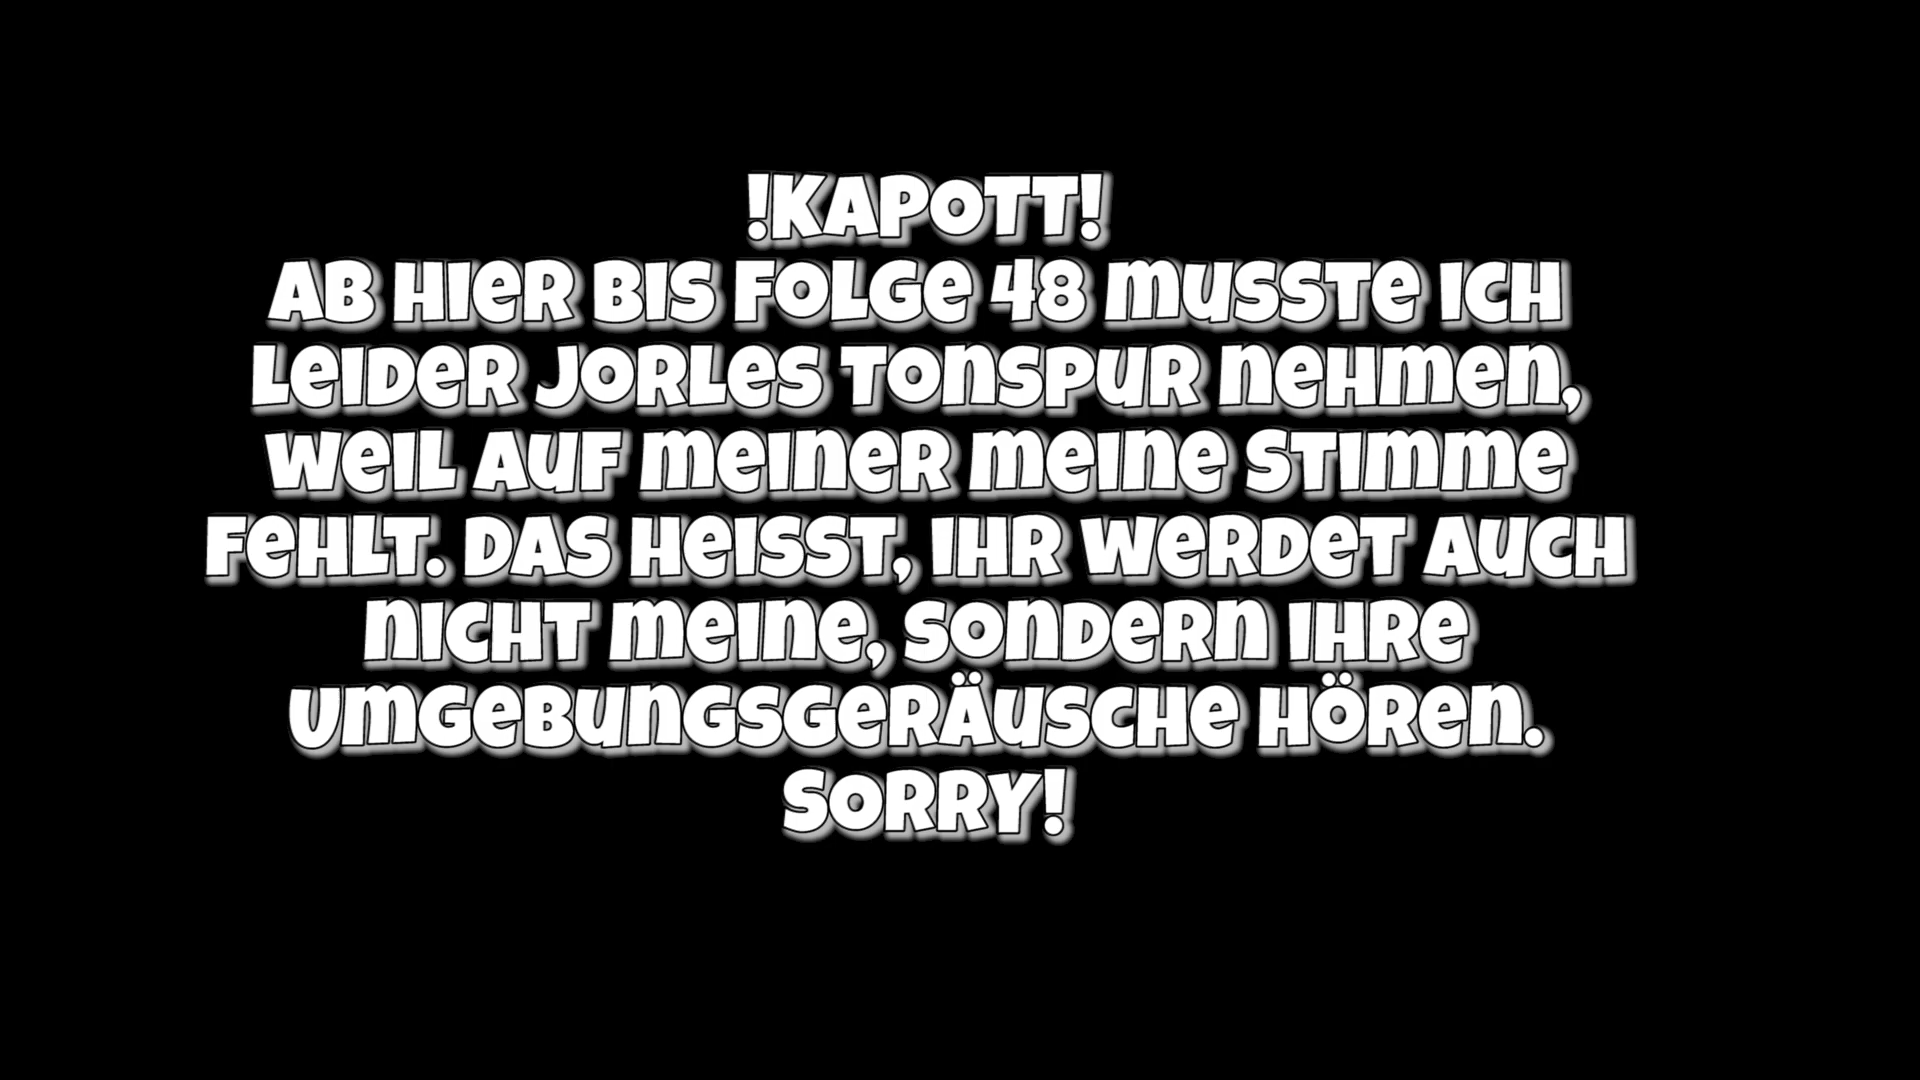 !KAPOTT!
AB HIER BIS FOLGE 48 MUSSTE ICH
LEIDER JORLES TONSPUR NEHMEN,
WEIL AUF MEINER MEINE STIMME
FEHLT. DAS HEISST, IHR WERDET AUCH
NICHT MEINE, SONDERN IHRE
UMGEBUNGSGERÄUSCHE HÖREN.
SORRY!